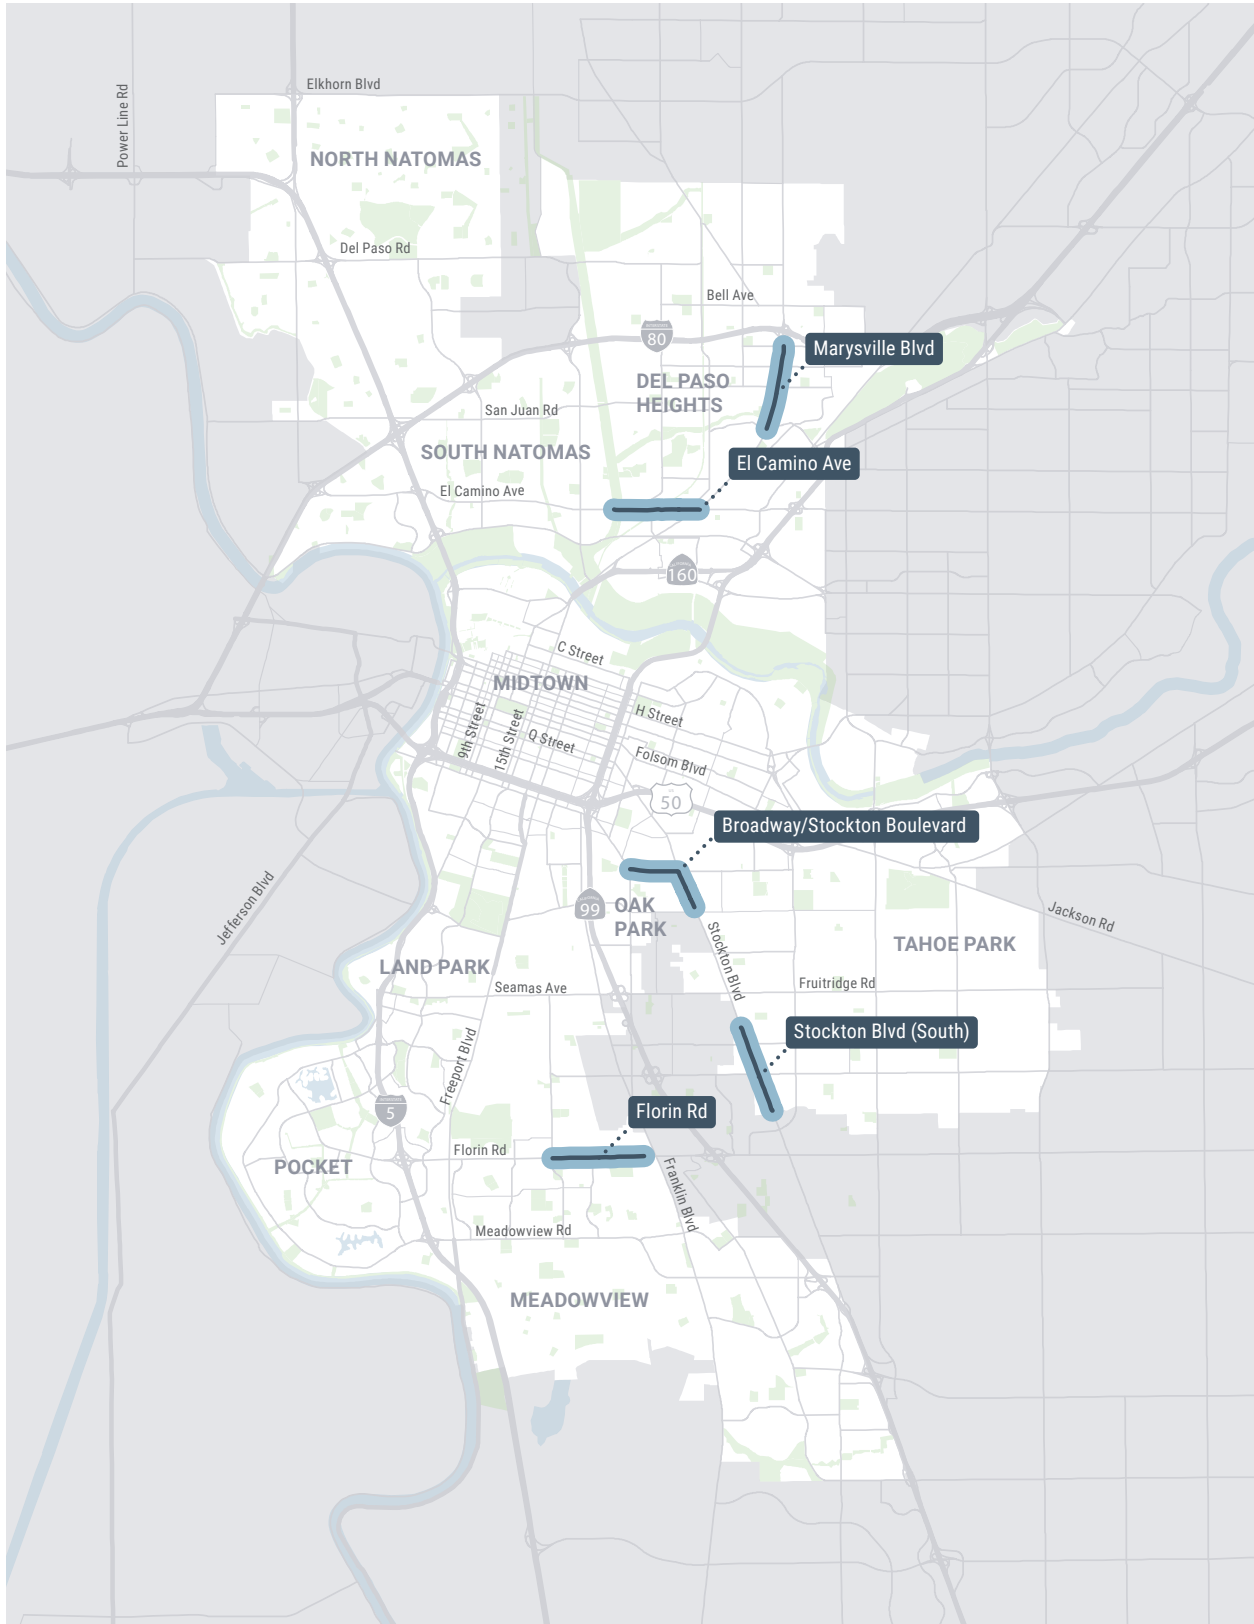 Elkhorn Blvd
Power Line Rd
NORTH NATOMAS
Del Paso Rd
Bell Ave
80
Marysville Blvd
DEL PASO
HEIGHTS
San Juan Rd
SOUTH NATOMAS
El Camino Ave
El Camino Ave
160
C Street
MIDTOWN
H Street
9th Street
15th Street
Q Street
Folsom Blvd
50
Broadway/Stockton Boulevard
99
OAK
PARK
Jefferson Blvd
Jackson Rd
Stockton Blvd
TAHOE PARK
LAND PARK
Seamas Ave
Fruitridge Rd
Stockton Blvd (South)
Freeport Blvd
5
Florin Rd
Florin Rd
POCKET
Franklin Blvd
Meadowview Rd
MEADOWVIEW